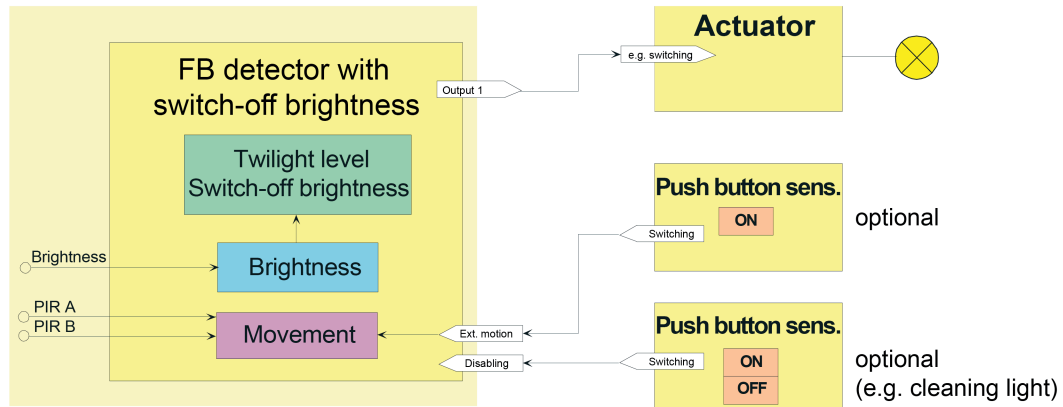 FB detector with
switch-off brightness
Output 1
e.g. switching
Actuator
Twilight level
Switch-off brightness
Brightness
Brightness
PIR A
PIR B
Movement
Ext. motion
Disabling
Push button sens.
ON
Switching
optional
Push button sens.
Switching
ON
OFF
optional
(e.g. cleaning light)